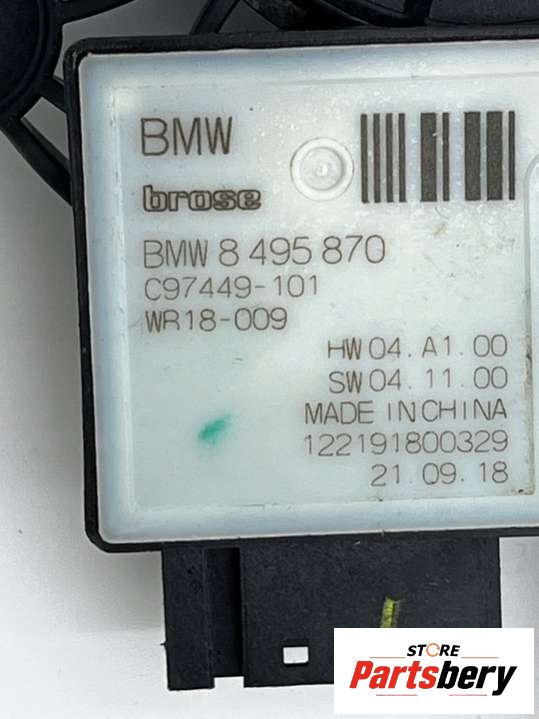 BMW
brose
BMW 8 495 870
C97449-101
WR18-009
HW 04. A1. 00
SW 04. 11. 00
MADE IN CHINA
122191800329
21. 09. 18
STORE
Partsbery